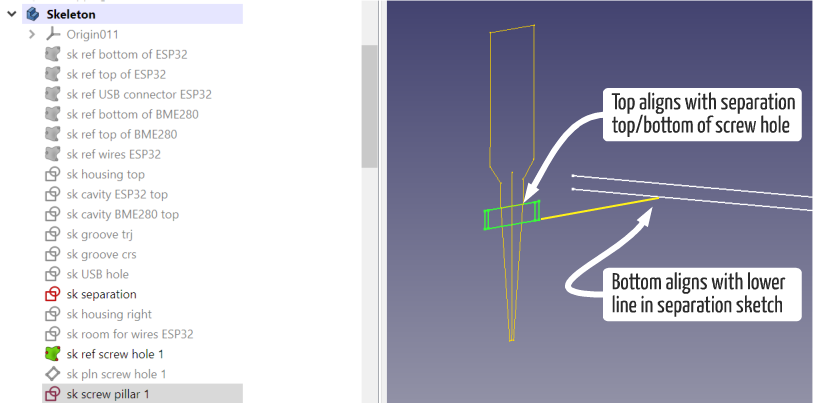 Skeleton
Origin011
sk ref bottom of ESP32
sk ref top of ESP32
sk ref USB connector ESP32
sk ref bottom of BME280
sk ref top of BME280
sk ref wires ESP32
sk housing top
sk cavity ESP32 top
sk cavity BME280 top
sk groove trj
sk groove crs
sk USB hole
sk separation
sk housing right
sk room for wires ESP32
sk ref screw hole 1
sk pln screw hole 1
sk screw pillar 1
Top aligns with separation
top/bottom of screw hole
Bottom aligns with lower
line in separation sketch